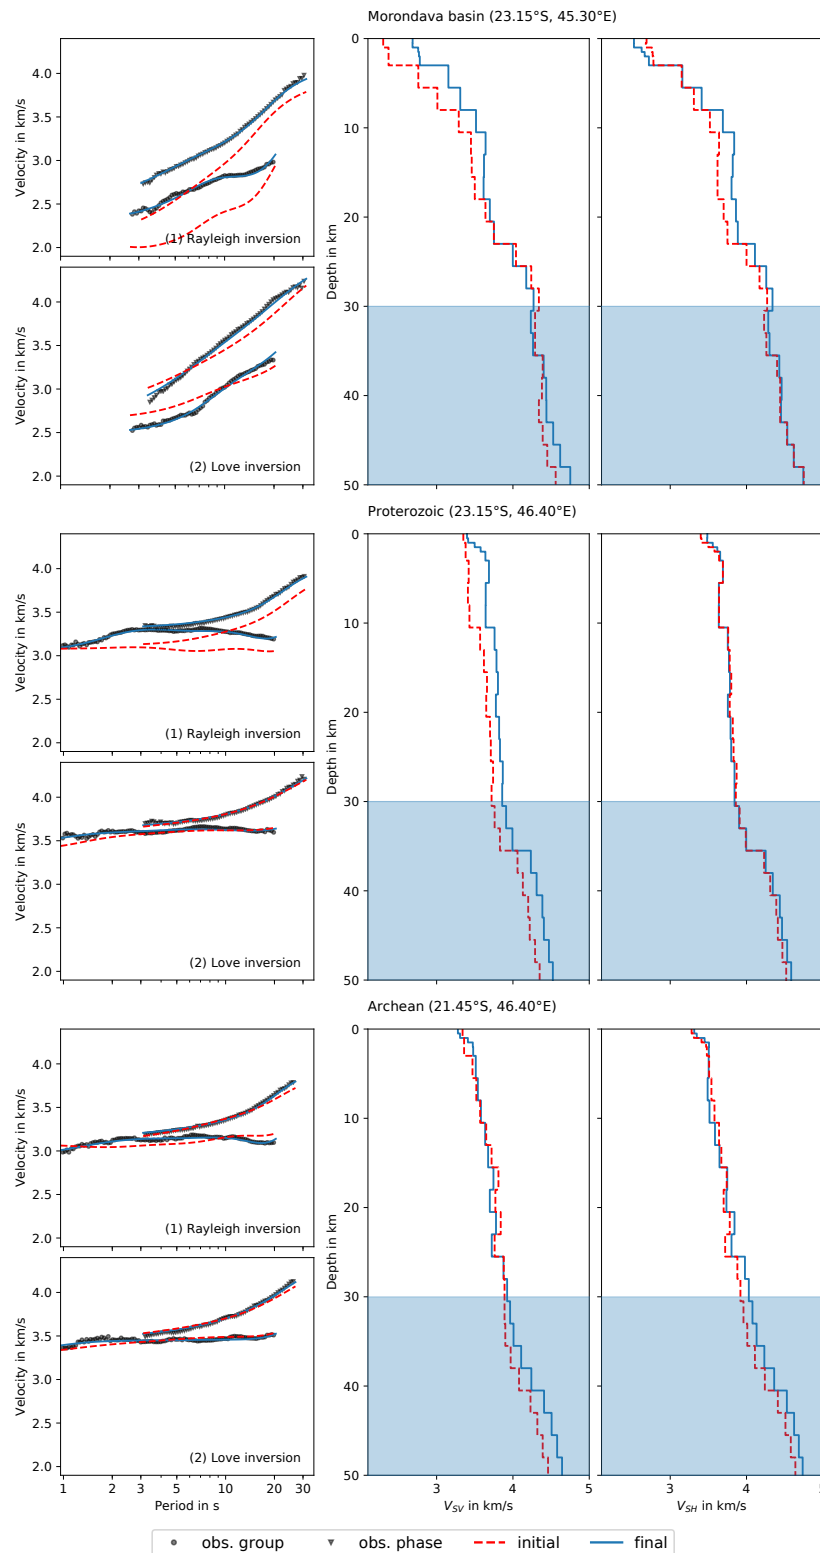 Morondava basin (23.15°S, 45.30°E)
4.0
3.5
3.0
2.5
2.0
Velocity in km/s
(1) Rayleigh inversion
4.0
3.5
3.0
2.5
2.0
Velocity in km/s
(2) Love inversion
0
10
20
30
40
50
Depth in km
Proterozoic (23.15°S, 46.40°E)
4.0
3.5
3.0
2.5
2.0
Velocity in km/s
(1) Rayleigh inversion
4.0
3.5
3.0
2.5
2.0
Velocity in km/s
(2) Love inversion
0
10
20
30
40
50
Depth in km
Archean (21.45°S, 46.40°E)
4.0
3.5
3.0
2.5
2.0
Velocity in km/s
(1) Rayleigh inversion
4.0
3.5
3.0
2.5
2.0
Velocity in km/s
(2) Love inversion
1 2 3 5 10 20 30
Period in s
0
10
20
30
40
50
Depth in km
3 4 5
V_SV in km/s
3 4 5
V_SH in km/s
obs. group obs. phase initial final